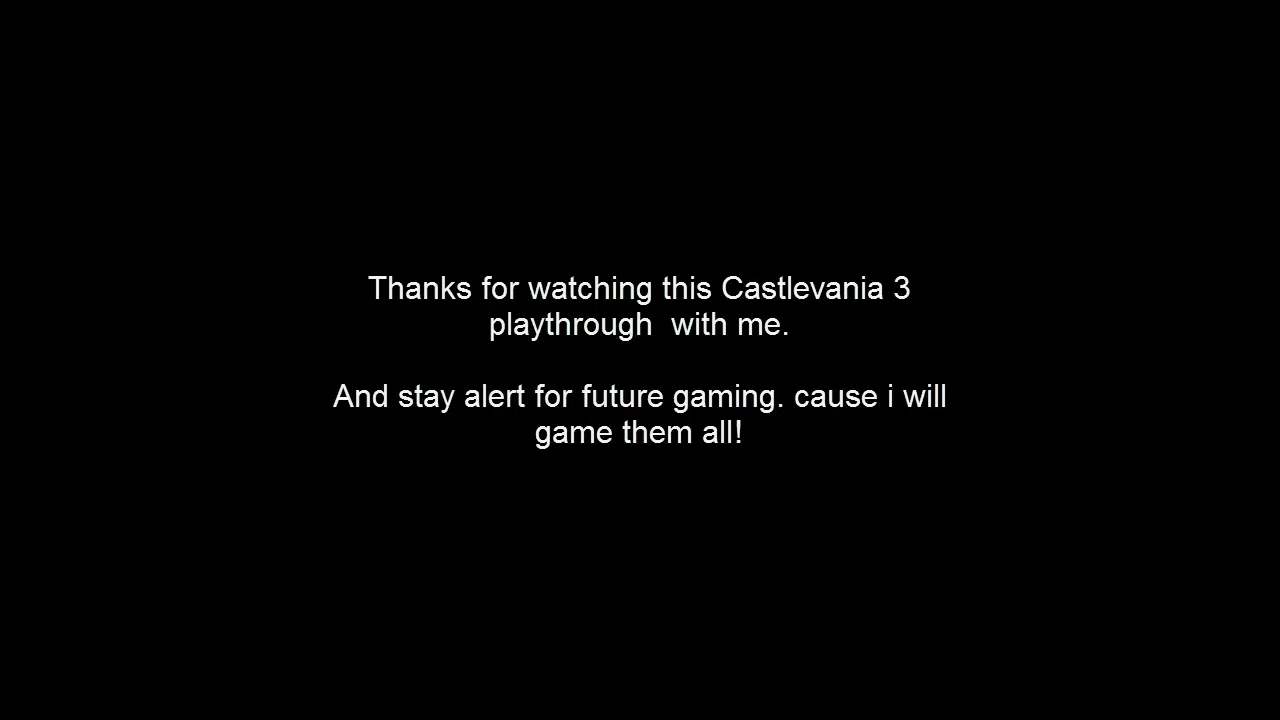 Thanks for watching this Castlevania 3
playthrough  with me.
And stay alert for future gaming. cause i will
game them all!